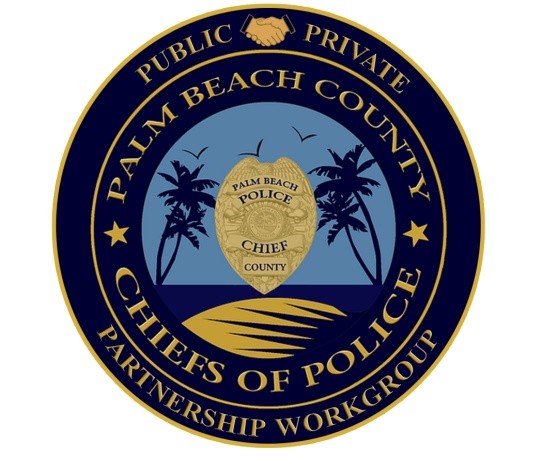 PUBLIC PRIVATE
PALM BEACH COUNTY
PALM BEACH
POLICE
CHIEF
COUNTY
CHIEFS OF POLICE
PARTNERSHIP WORKGROUP